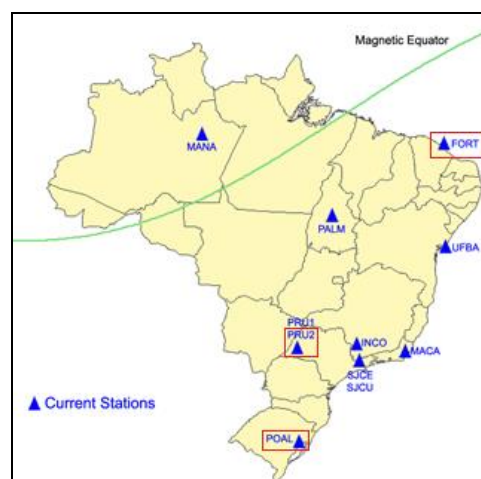 Magnetic Equator
MANA
FORT
PALM
UFBA
PRU1
PRU2
INCO
MACA
SJCE
SJCU
Current Stations
POAL